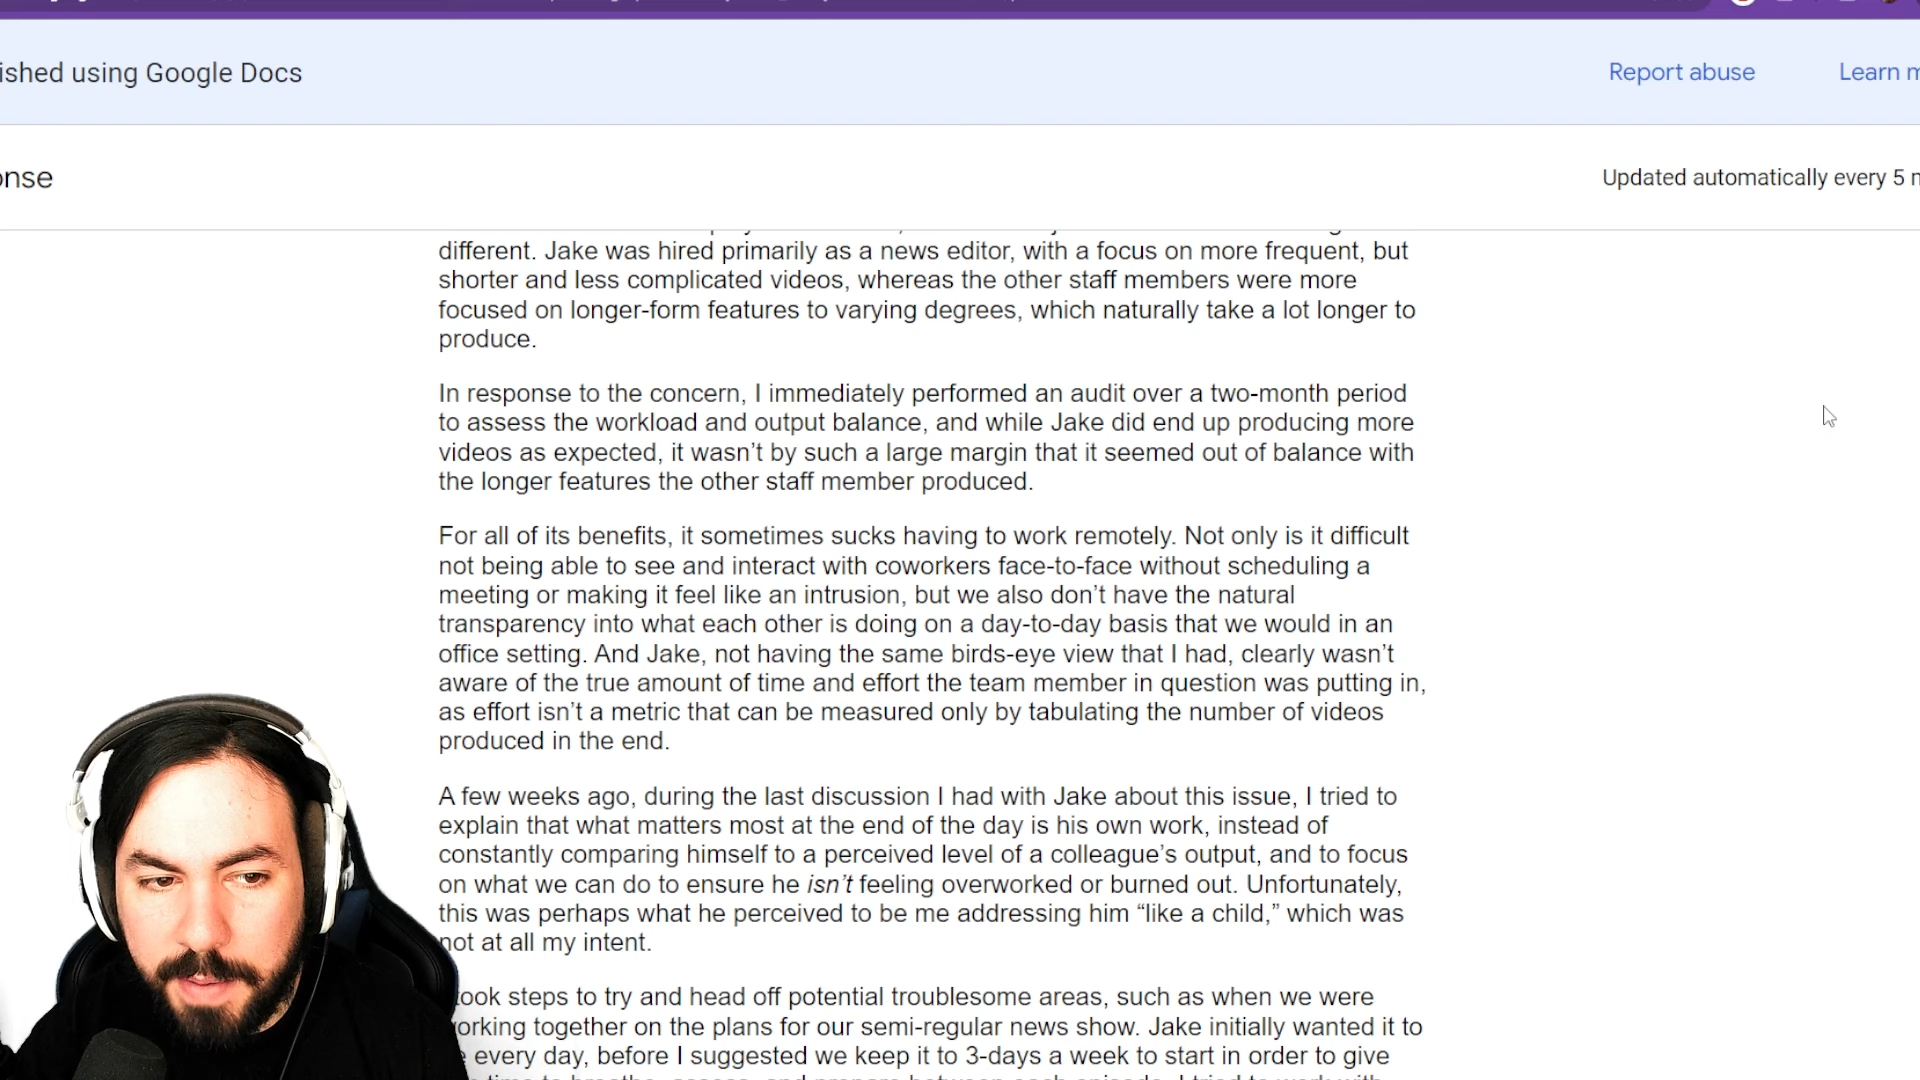 ished using Google Docs
Report abuse
Learn m
onse
Updated automatically every 5 m
different. Jake was hired primarily as a news editor, with a focus on more frequent, but
shorter and less complicated videos, whereas the other staff members were more
focused on longer-form features to varying degrees, which naturally take a lot longer to
produce.
In response to the concern, I immediately performed an audit over a two-month period
to assess the workload and output balance, and while Jake did end up producing more
videos as expected, it wasn’t by such a large margin that it seemed out of balance with
the longer features the other staff member produced.
For all of its benefits, it sometimes sucks having to work remotely. Not only is it difficult
not being able to see and interact with coworkers face-to-face without scheduling a
meeting or making it feel like an intrusion, but we also don’t have the natural
transparency into what each other is doing on a day-to-day basis that we would in an
office setting. And Jake, not having the same birds-eye view that I had, clearly wasn’t
aware of the true amount of time and effort the team member in question was putting in,
as effort isn’t a metric that can be measured only by tabulating the number of videos
produced in the end.
A few weeks ago, during the last discussion I had with Jake about this issue, I tried to
explain that what matters most at the end of the day is his own work, instead of
constantly comparing himself to a perceived level of a colleague’s output, and to focus
on what we can do to ensure he isn’t feeling overworked or burned out. Unfortunately,
this was perhaps what he perceived to be me addressing him “like a child,” which was
not at all my intent.
took steps to try and head off potential troublesome areas, such as when we were
orking together on the plans for our semi-regular news show. Jake initially wanted it to
e every day, before I suggested we keep it to 3-days a week to start in order to give